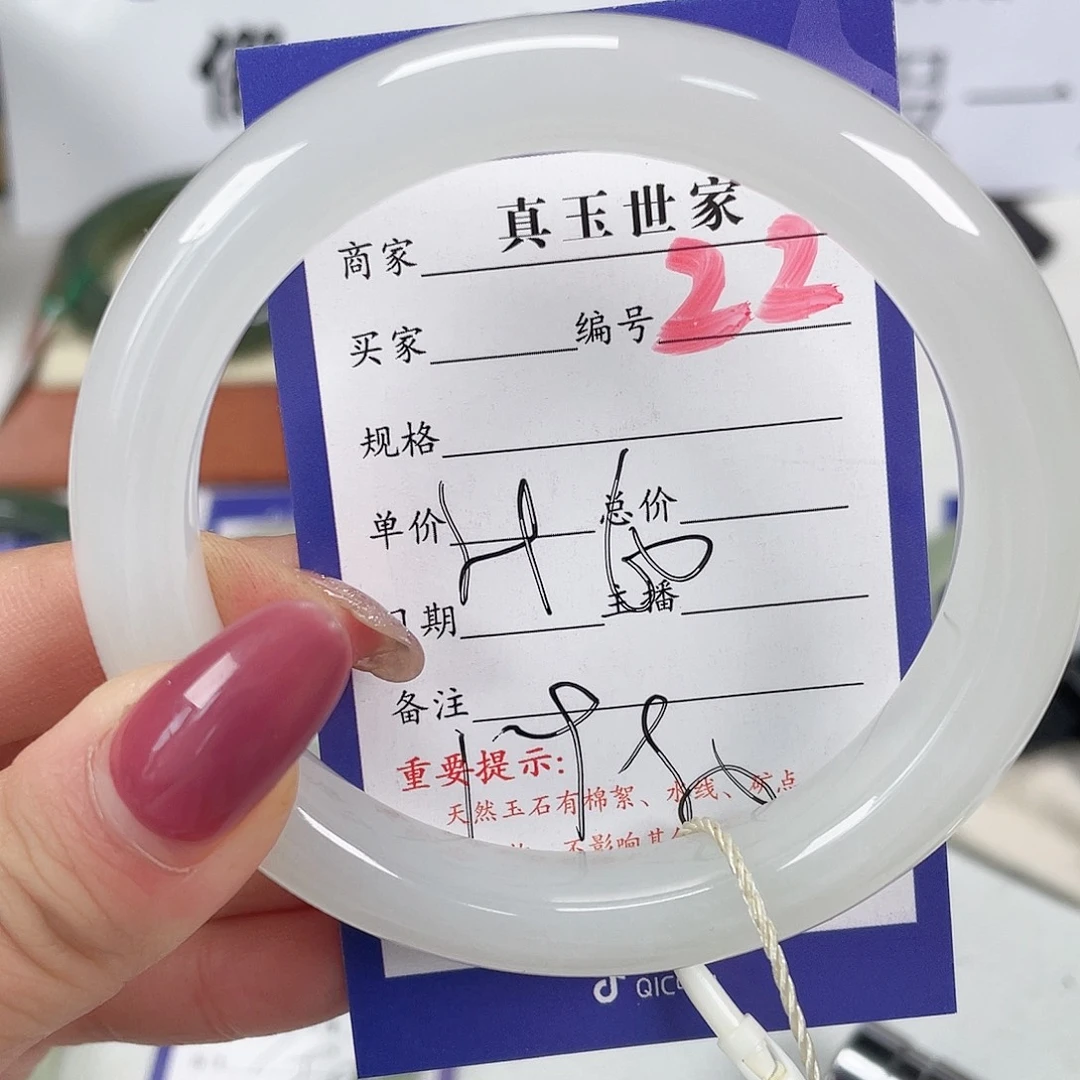 真玉世家
商家
买家 编号 22
规格
单价 总价
H 60
日期 主播
备注
重要提示:
天然玉石有棉絮、水线、矿点
不影响其